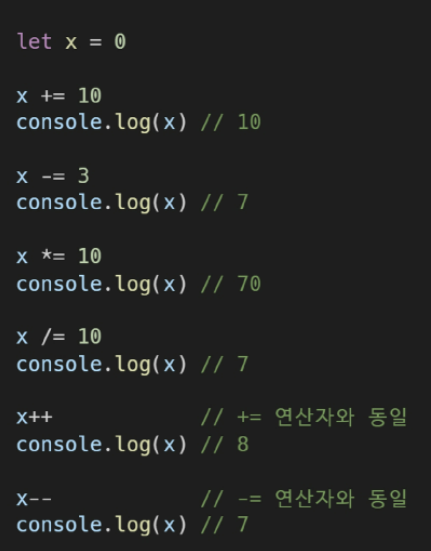 let x = 0
x += 10
console.log(x) // 10
x -= 3
console.log(x) // 7
x *= 10
console.log(x) // 70
x /= 10
console.log(x) // 7
x++ // += 연산자와 동일
console.log(x) // 8
x-- // -= 연산자와 동일
console.log(x) // 7